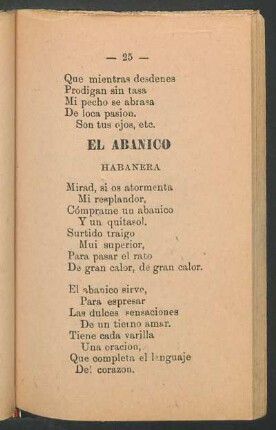 — 25 —
Que mientras desdenes
Prodigan sin tasa
Mi pecho se abrasa
De loca pasion.
Son tus ojos, etc.
EL ABANICO
HABANERA
Mirad, si os atormenta
Mi resplandor,
Cómprame un abanico
Y un quitasol.
Surtido traigo
Mui superior,
Para pasar el rato
De gran calor, de gran calor.
El abanico sirve,
Para espresar
Las dulces sensaciones
De un tierno amar.
Tiene cada varilla
Una oracion,
Que completa el lenguaje
Del corazon.